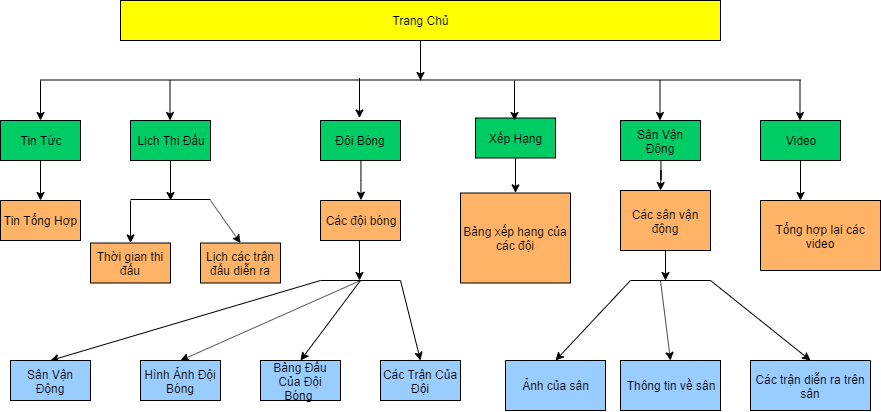 Trang Chủ
Tin Tức
Lịch Thi Đấu
Đội Bóng
Xếp Hạng
Sân Vận
Động
Video
Tin Tổng Hợp
Thời gian thi
đấu
Lịch các trận
đấu diễn ra
Các đội bóng
Bảng xếp hạng của
các đội
Các sân vận
động
Tổng hợp lại các
video
Sân Vận
Động
Hình Ảnh Đội
Bóng
Bảng Đấu
Của Đội
Bóng
Các Trận Của
Đội
Ảnh của sân
Thông tin về sân
Các trận diễn ra trên
sân